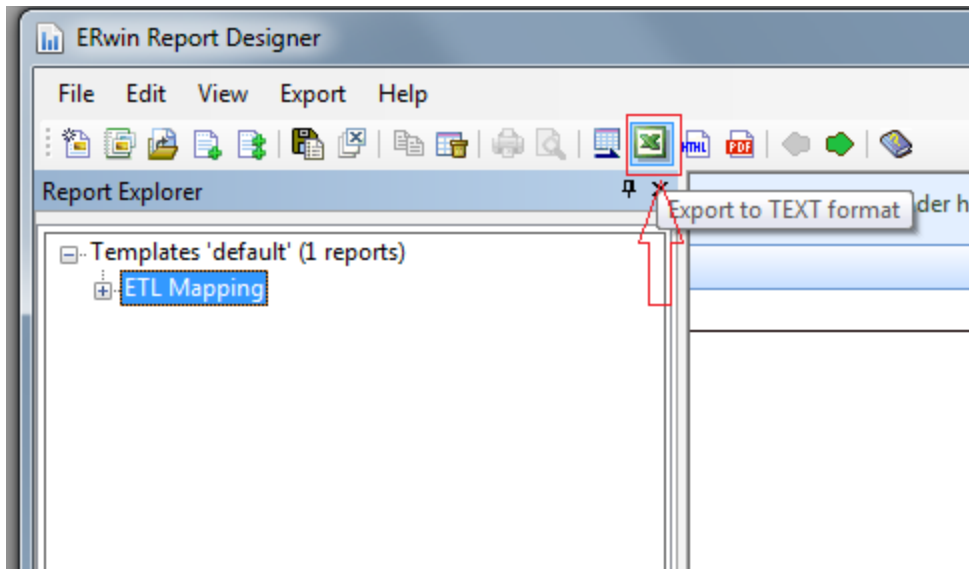 ERwin Report Designer
File Edit View Export Help
HTML PDF
Report Explorer
Export to TEXT format
der h
Templates 'default' (1 reports)
ETL Mapping